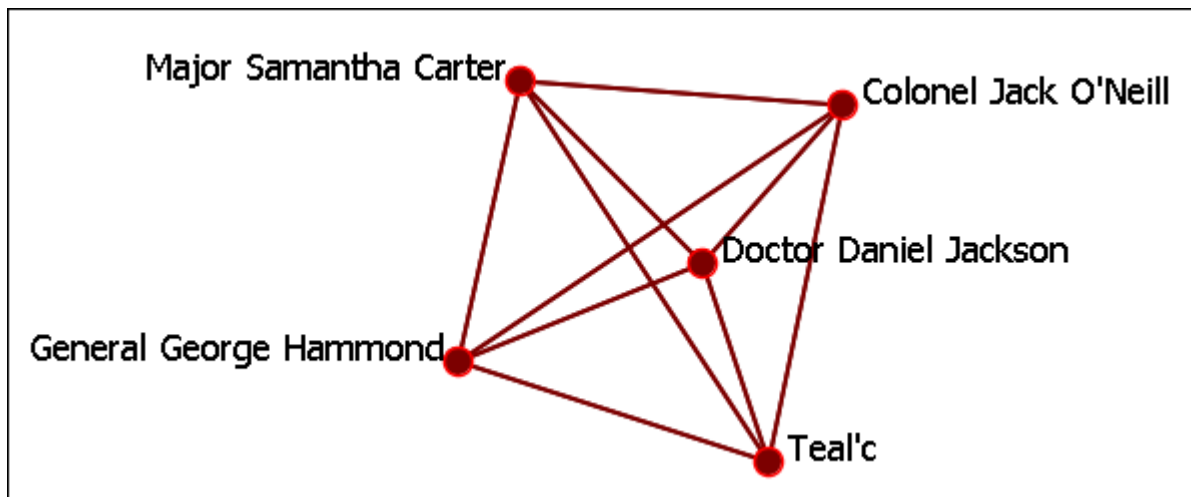 Major Samantha Carter
Colonel Jack O'Neill
Doctor Daniel Jackson
General George Hammond
Teal'c